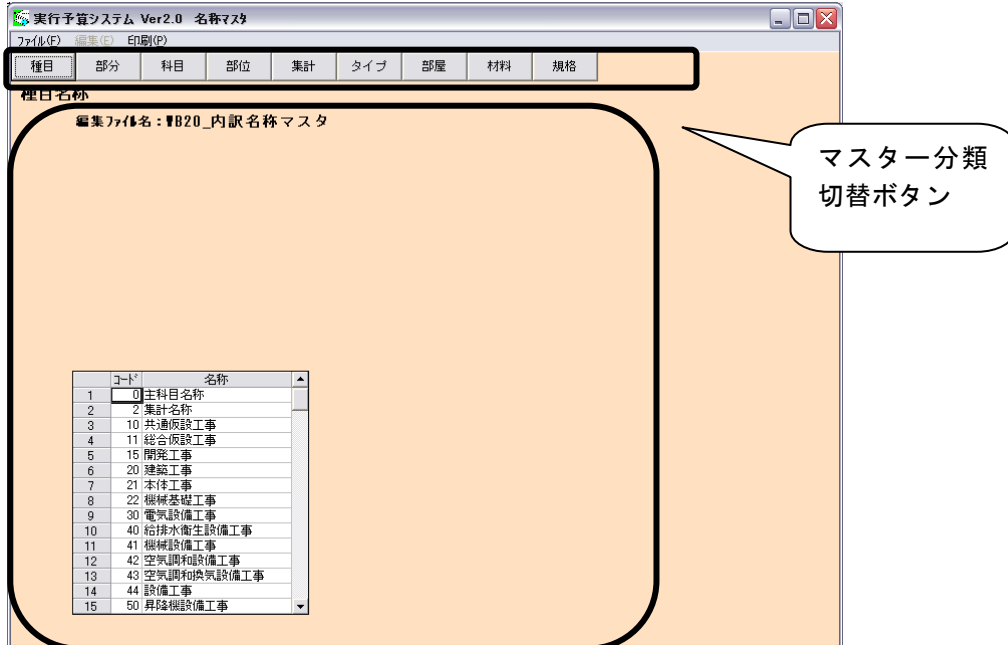 実行予算システム Ver2.0 名称マスタ
ファイル(F) 編集(E) 印刷(P)
種目 部分 科目 部位 集計 タイプ 部屋 材料 規格
種目名称
編集ファイル名:¥B20_内訳名称マスタ
マスター分類
切替ボタン
コード 名称
1 0 主科目名称
2 2 集計名称
3 10 共通仮設工事
4 11 総合仮設工事
5 15 開発工事
6 20 建築工事
7 21 本体工事
8 22 機械基礎工事
9 30 電気設備工事
10 40 給排水衛生設備工事
11 41 機械設備工事
12 42 空気調和設備工事
13 43 空気調和換気設備工事
14 44 設備工事
15 50 昇降機設備工事